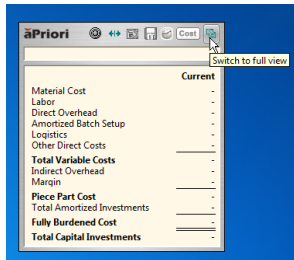 āPriori Cost
Switch to full view
Current
Material Cost -
Labor -
Direct Overhead -
Amortized Batch Setup -
Logistics -
Other Direct Costs -
Total Variable Costs -
Indirect Overhead -
Margin -
Piece Part Cost -
Total Amortized Investments -
Fully Burdened Cost -
Total Capital Investments -